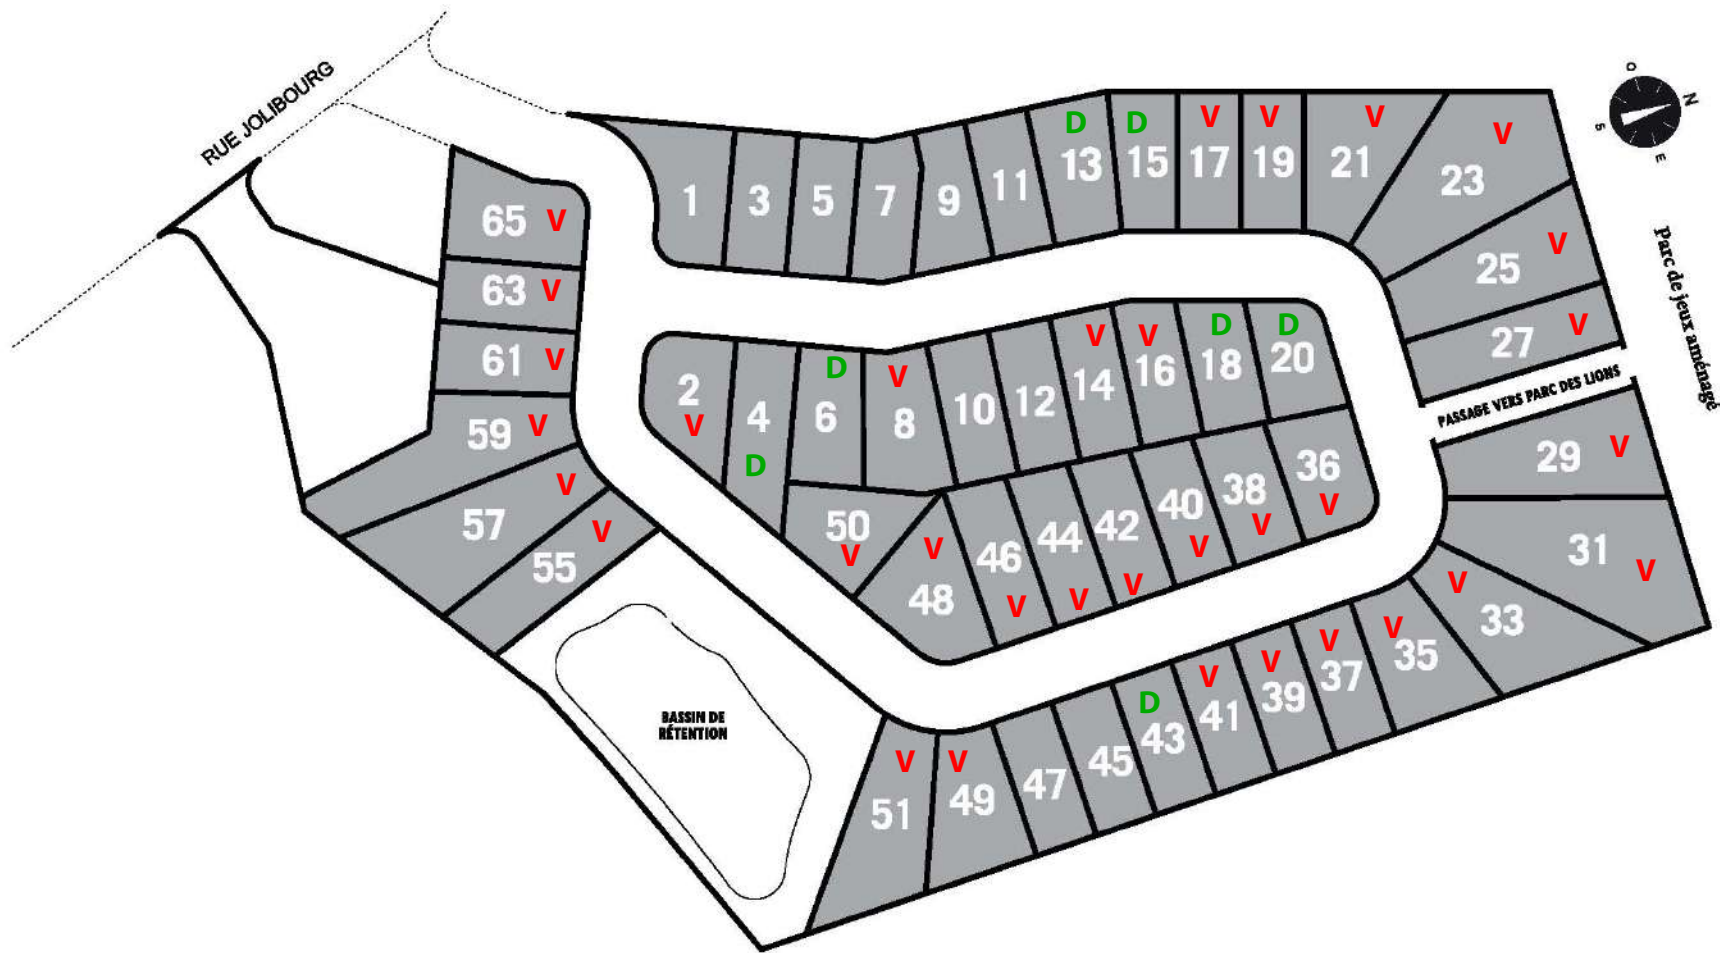 RUE JOLIBOURG
O
N
S
E
D D V V V V
1 3 5 7 9 11 13 15 17 19 21 23
65 V
63 V
61 V
59 V
57 V
55 V
25 V
27 V
PASSAGE VERS PARC DES LIONS
Parc de jeux aménagé
D V V V D D
2 4 6 8 10 12 14 16 18 20
V D
29 V
31 V
50 48 46 44 42 40 38 36
V V V V V V V V
V V V V V
33 35 37 39 41 43 45 47 49 51
D V V
BASSIN DE
RÉTENTION